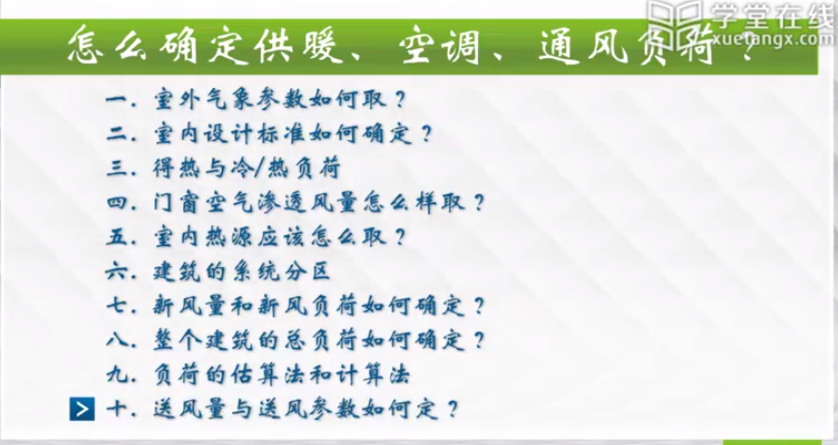 学堂在线
xuetangx.com
怎么确定供暖、空调、通风负荷？
一．室外气象参数如何取？
二．室内设计标准如何确定？
三．得热与冷/热负荷
四．门窗空气渗透风量怎么样取？
五．室内热源应该怎么取？
六．建筑的系统分区
七．新风量和新风负荷如何确定？
八．整个建筑的总负荷如何确定？
九．负荷的估算法和计算法
十．送风量与送风参数如何定？